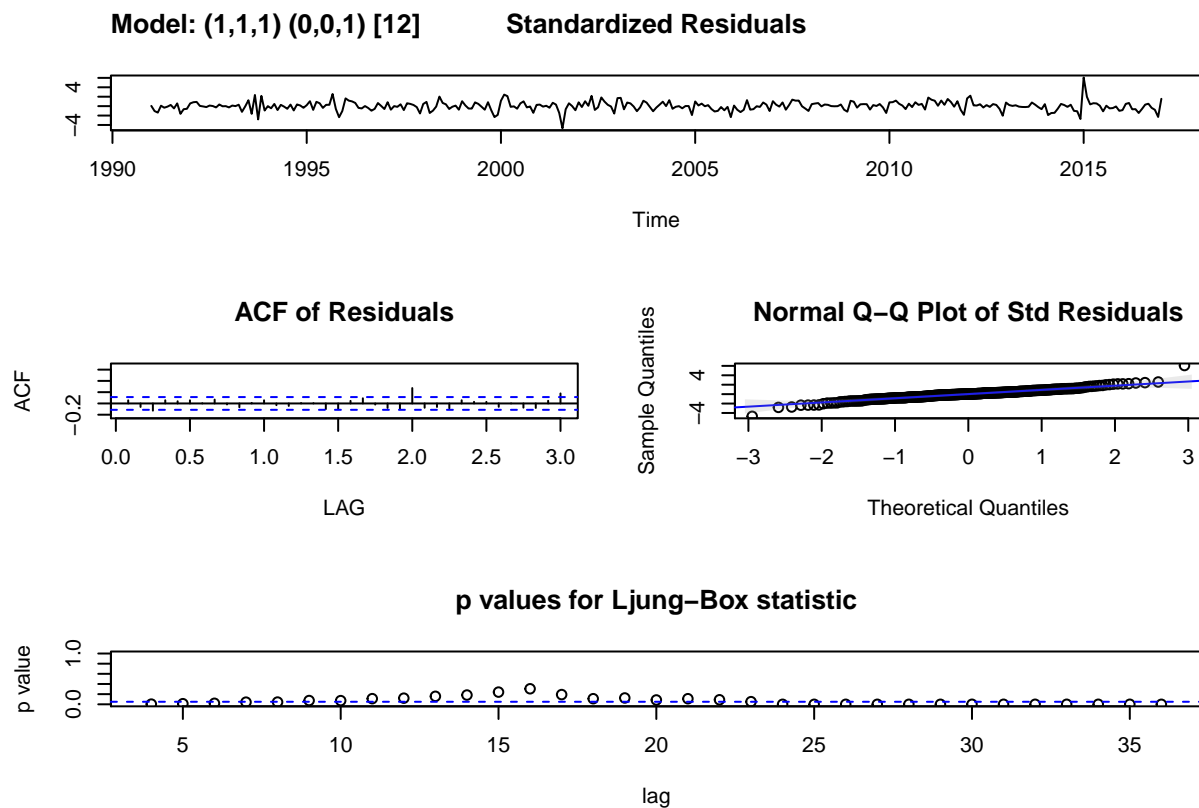 Model: (1,1,1) (0,0,1) [12] Standardized Residuals
4
−4
1990 1995 2000 2005 2010 2015
Time
ACF of Residuals
ACF
−0.2
0.0 0.5 1.0 1.5 2.0 2.5 3.0
LAG
Normal Q−Q Plot of Std Residuals
Sample Quantiles
4
−4
−3 −2 −1 0 1 2 3
Theoretical Quantiles
p values for Ljung−Box statistic
p value
1.0
0.0
5 10 15 20 25 30 35
lag